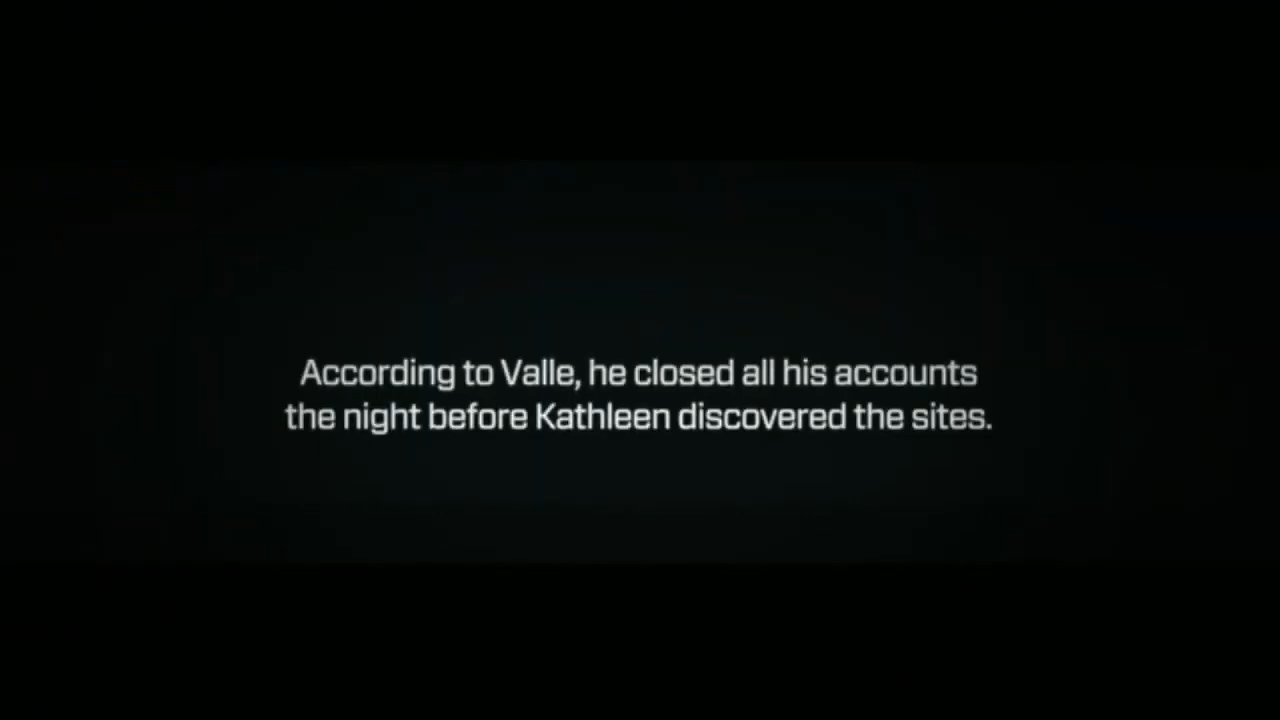 According to Valle, he closed all his accounts
the night before Kathleen discovered the sites.